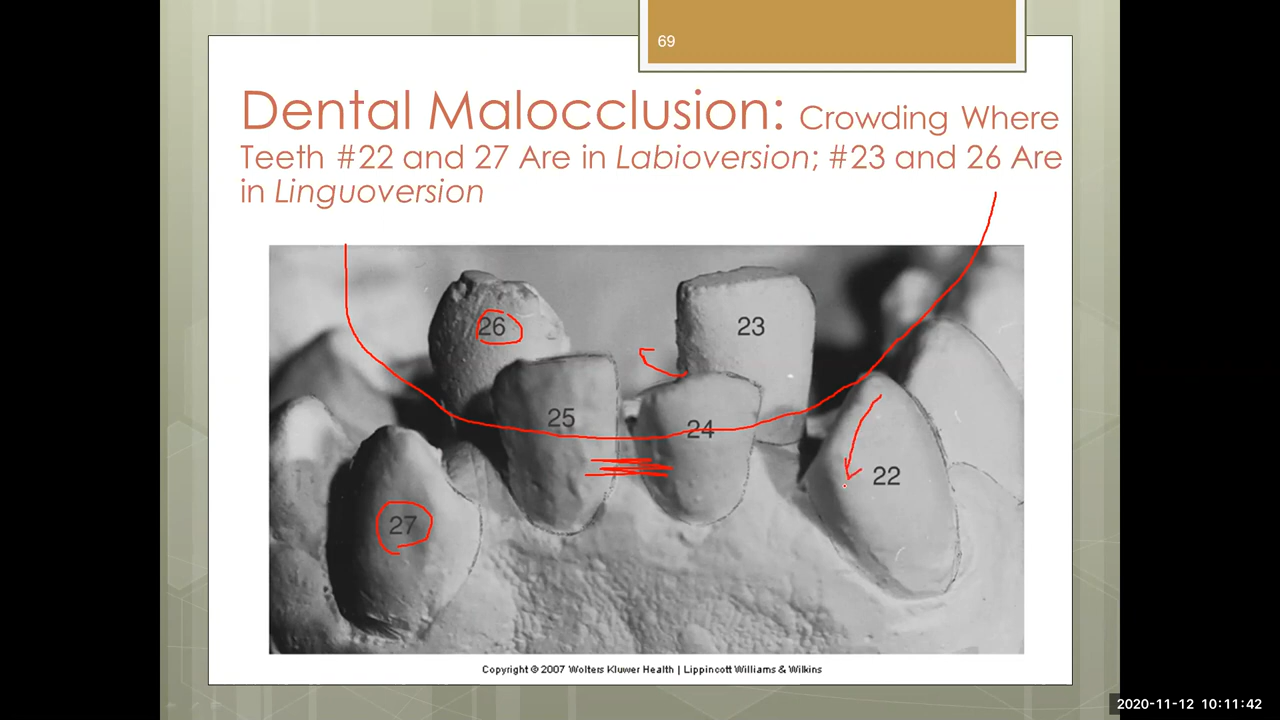 69
Dental Malocclusion: Crowding Where
Teeth #22 and 27 Are in Labioversion; #23 and 26 Are
in Linguoversion
26
23
25
24
22
27
Copyright © 2007 Wolters Kluwer Health | Lippincott Williams & Wilkins
2020-11-12 10:11:42